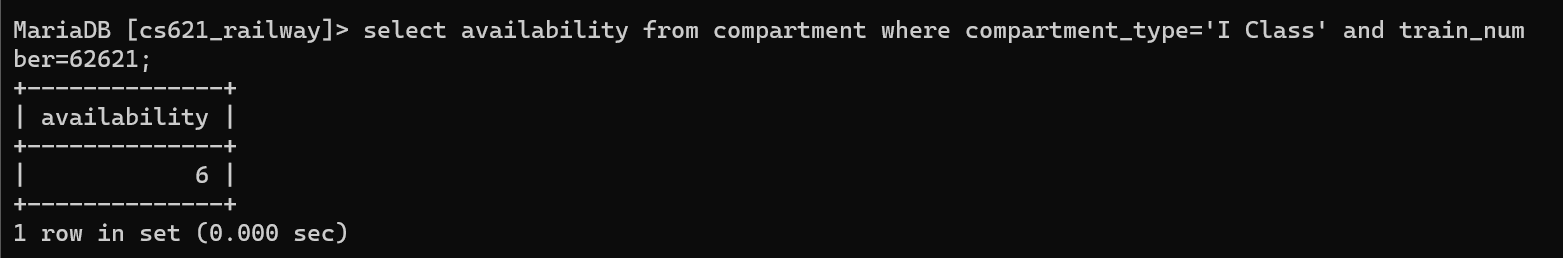 MariaDB [cs621_railway]> select availability from compartment where compartment_type='I Class' and train_num
ber=62621;
+--------------+
| availability |
+--------------+
|            6 |
+--------------+
1 row in set (0.000 sec)